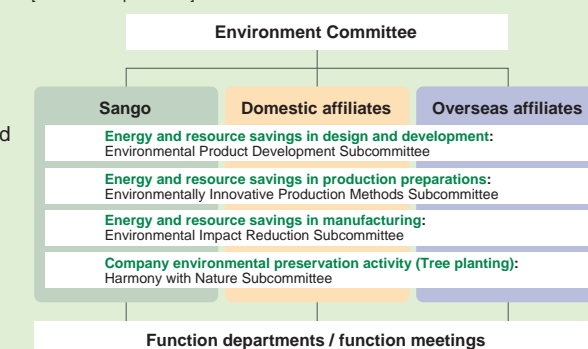 Environment Committee
Sango
Domestic affiliates
Overseas affiliates
Energy and resource savings in design and development:
Environmental Product Development Subcommittee
Energy and resource savings in production preparations:
Environmentally Innovative Production Methods Subcommittee
Energy and resource savings in manufacturing:
Environmental Impact Reduction Subcommittee
Company environmental preservation activity (Tree planting):
Harmony with Nature Subcommittee
Function departments / function meetings